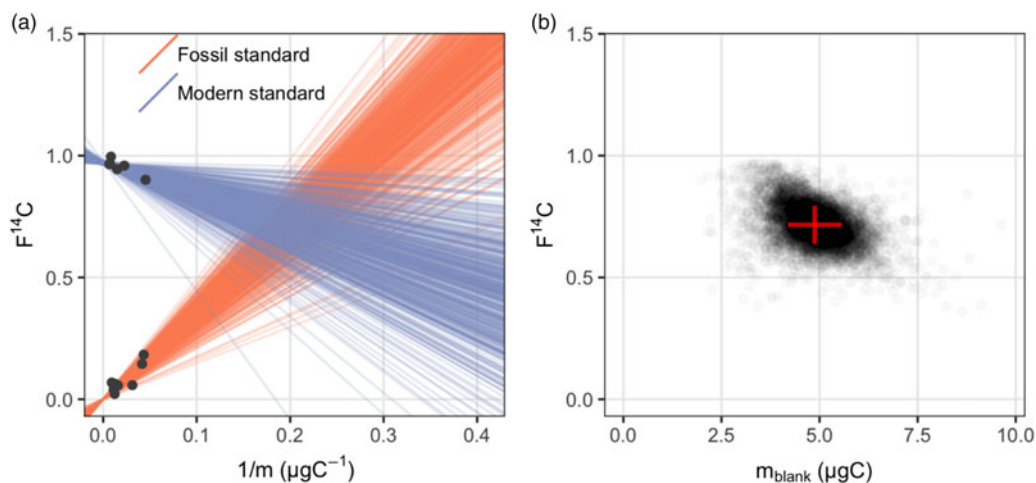 (a)
Fossil standard
Modern standard
F¹⁴C
1.5
1.0
0.5
0.0
0.0 0.1 0.2 0.3 0.4
1/m (µgC⁻¹)
(b)
F¹⁴C
1.5
1.0
0.5
0.0
0.0 2.5 5.0 7.5 10.0
m_blank (µgC)